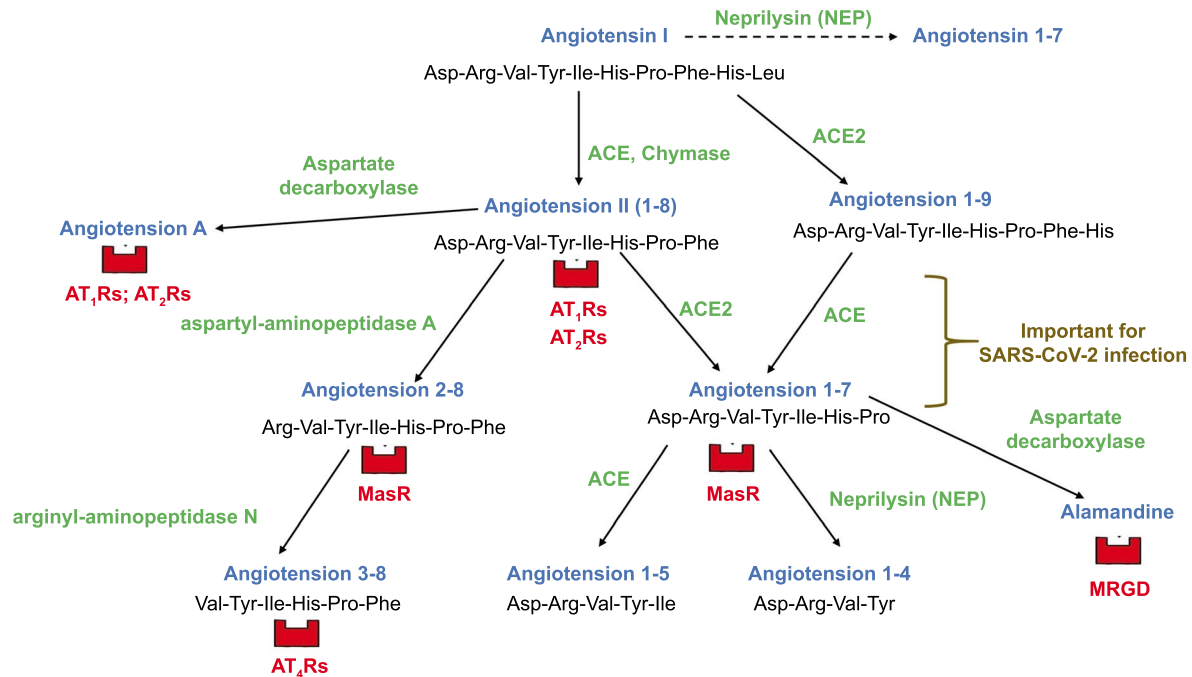 Neprilysin (NEP)
Angiotensin I
Angiotensin 1-7
Asp-Arg-Val-Tyr-Ile-His-Pro-Phe-His-Leu
ACE2
ACE, Chymase
Aspartate
decarboxylase
Angiotension II (1-8)
Angiotension 1-9
Angiotension A
Asp-Arg-Val-Tyr-Ile-His-Pro-Phe
Asp-Arg-Val-Tyr-Ile-His-Pro-Phe-His
AT1Rs; AT2Rs
AT1Rs
AT2Rs
aspartyl-aminopeptidase A
ACE2
ACE
Important for
SARS-CoV-2 infection
Angiotension 2-8
Angiotension 1-7
Arg-Val-Tyr-Ile-His-Pro-Phe
Asp-Arg-Val-Tyr-Ile-His-Pro
Aspartate
decarboxylase
MasR
MasR
ACE
Neprilysin (NEP)
arginyl-aminopeptidase N
Alamandine
MRGD
Angiotension 3-8
Angiotension 1-5
Angiotension 1-4
Val-Tyr-Ile-His-Pro-Phe
Asp-Arg-Val-Tyr-Ile
Asp-Arg-Val-Tyr
AT4Rs